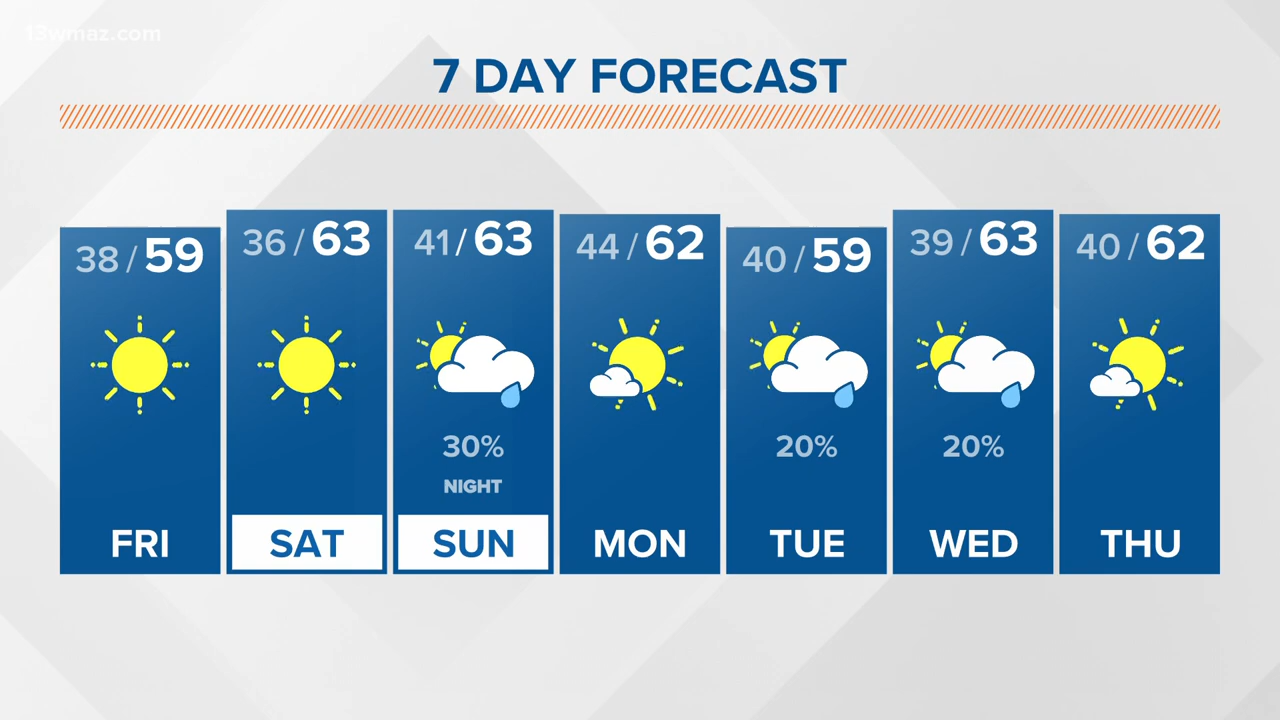 13wmaz.com
7 DAY FORECAST
38 / 59
36 / 63
41 / 63
44 / 62
40 / 59
39 / 63
40 / 62
30%
20%
20%
NIGHT
FRI
SAT
SUN
MON
TUE
WED
THU